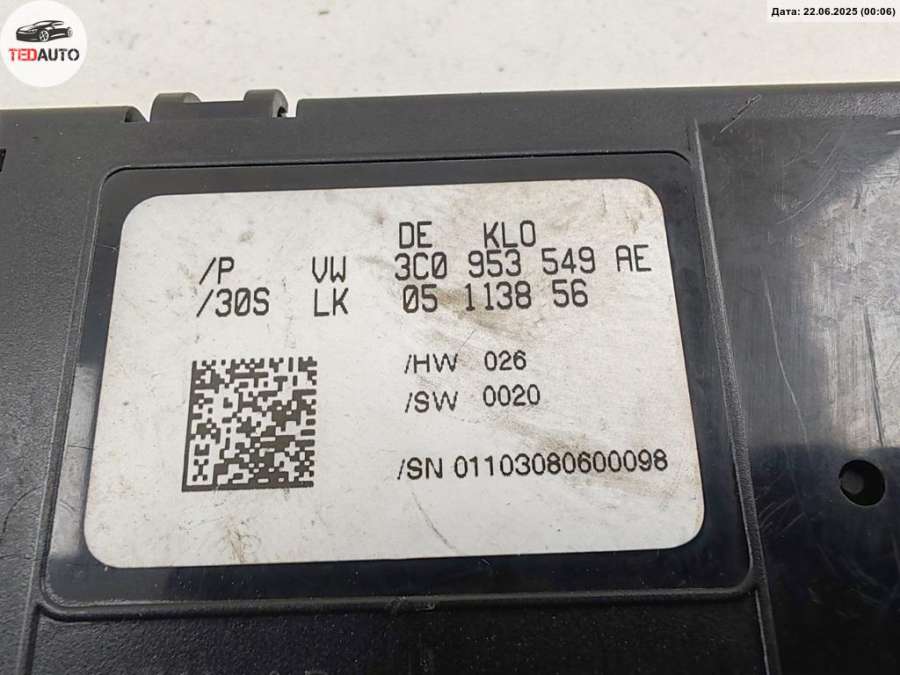 TEDAUTO
Дата: 22.06.2025 (00:06)
DE KLO
/P VW 3C0 953 549 AE
/30S LK 05 1138 56
/HW 026
/SW 0020
/SN 01103080600098